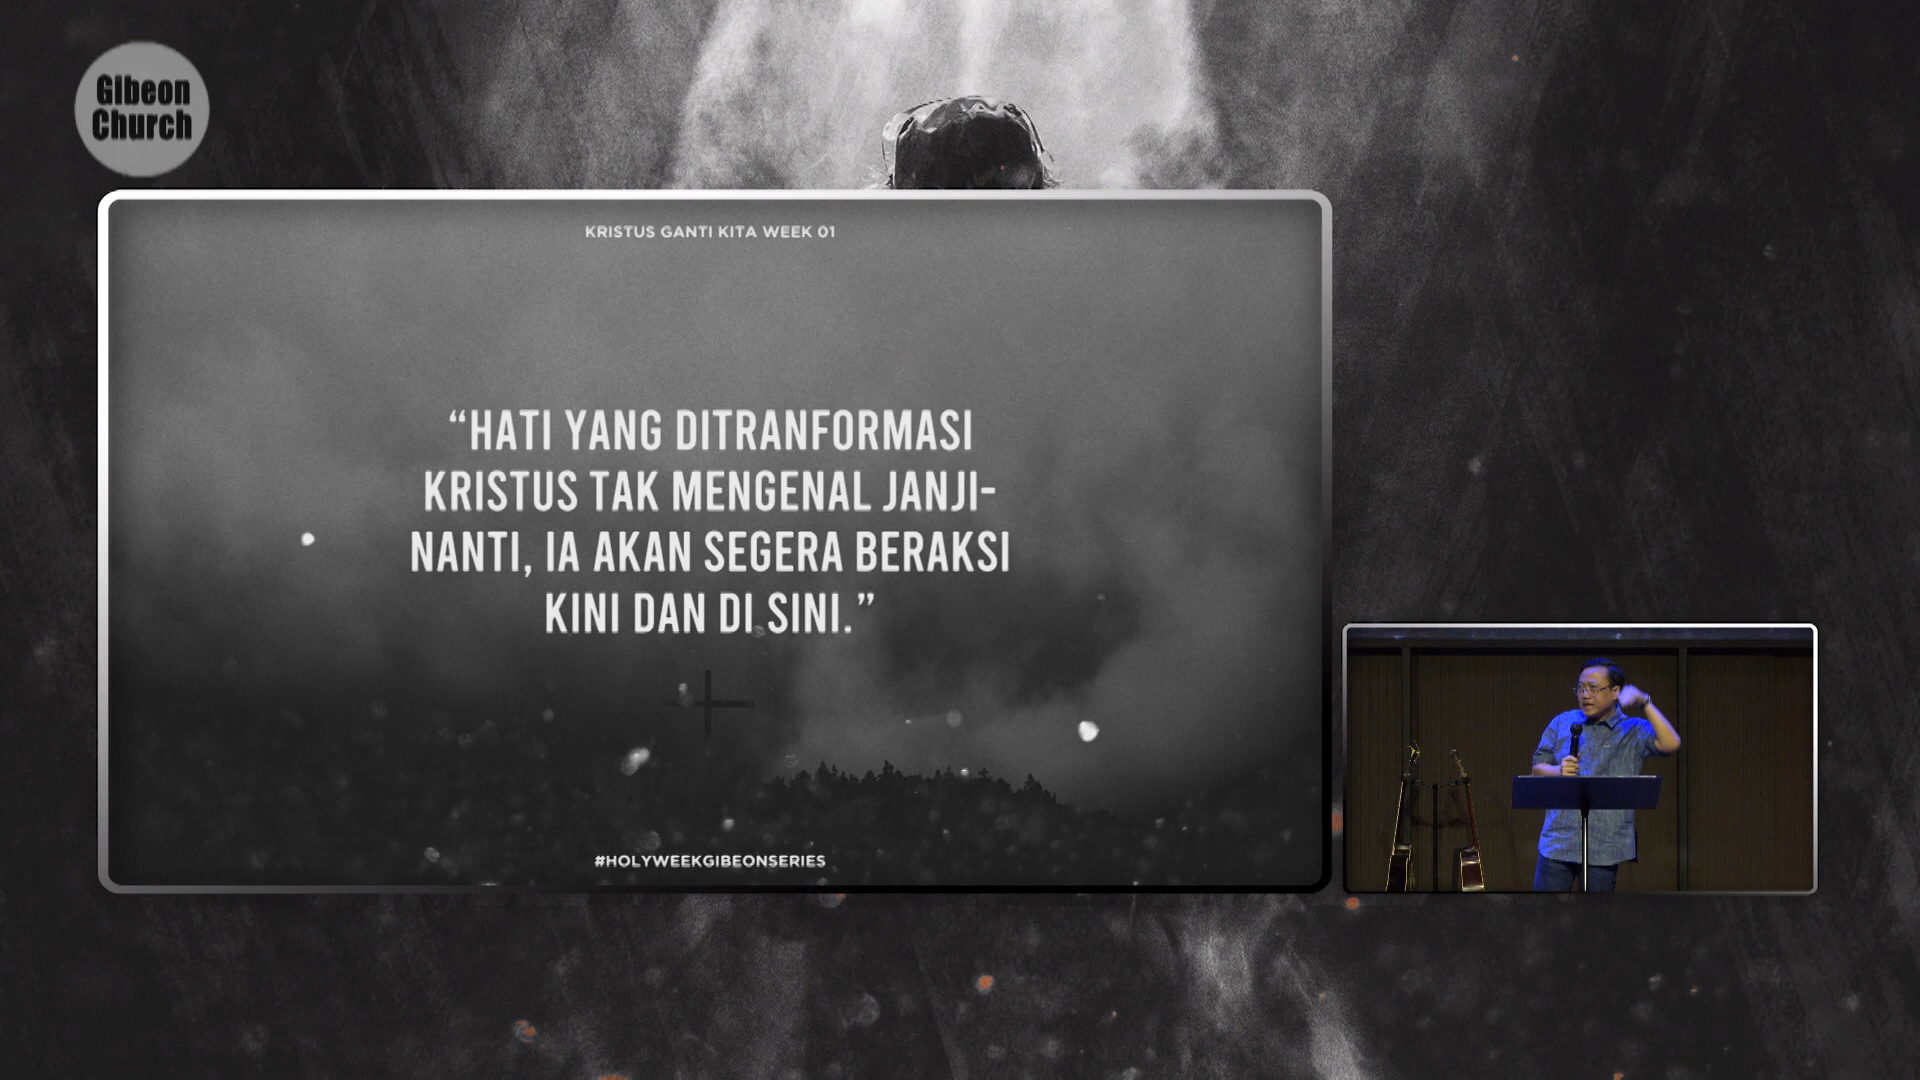 Gibeon
Church
KRISTUS GANTI KITA WEEK 01
“HATI YANG DITRANFORMASI
KRISTUS TAK MENGENAL JANJI-
NANTI, IA AKAN SEGERA BERAKSI
KINI DAN DI SINI.”
#HOLYWEEKGIBEONSERIES